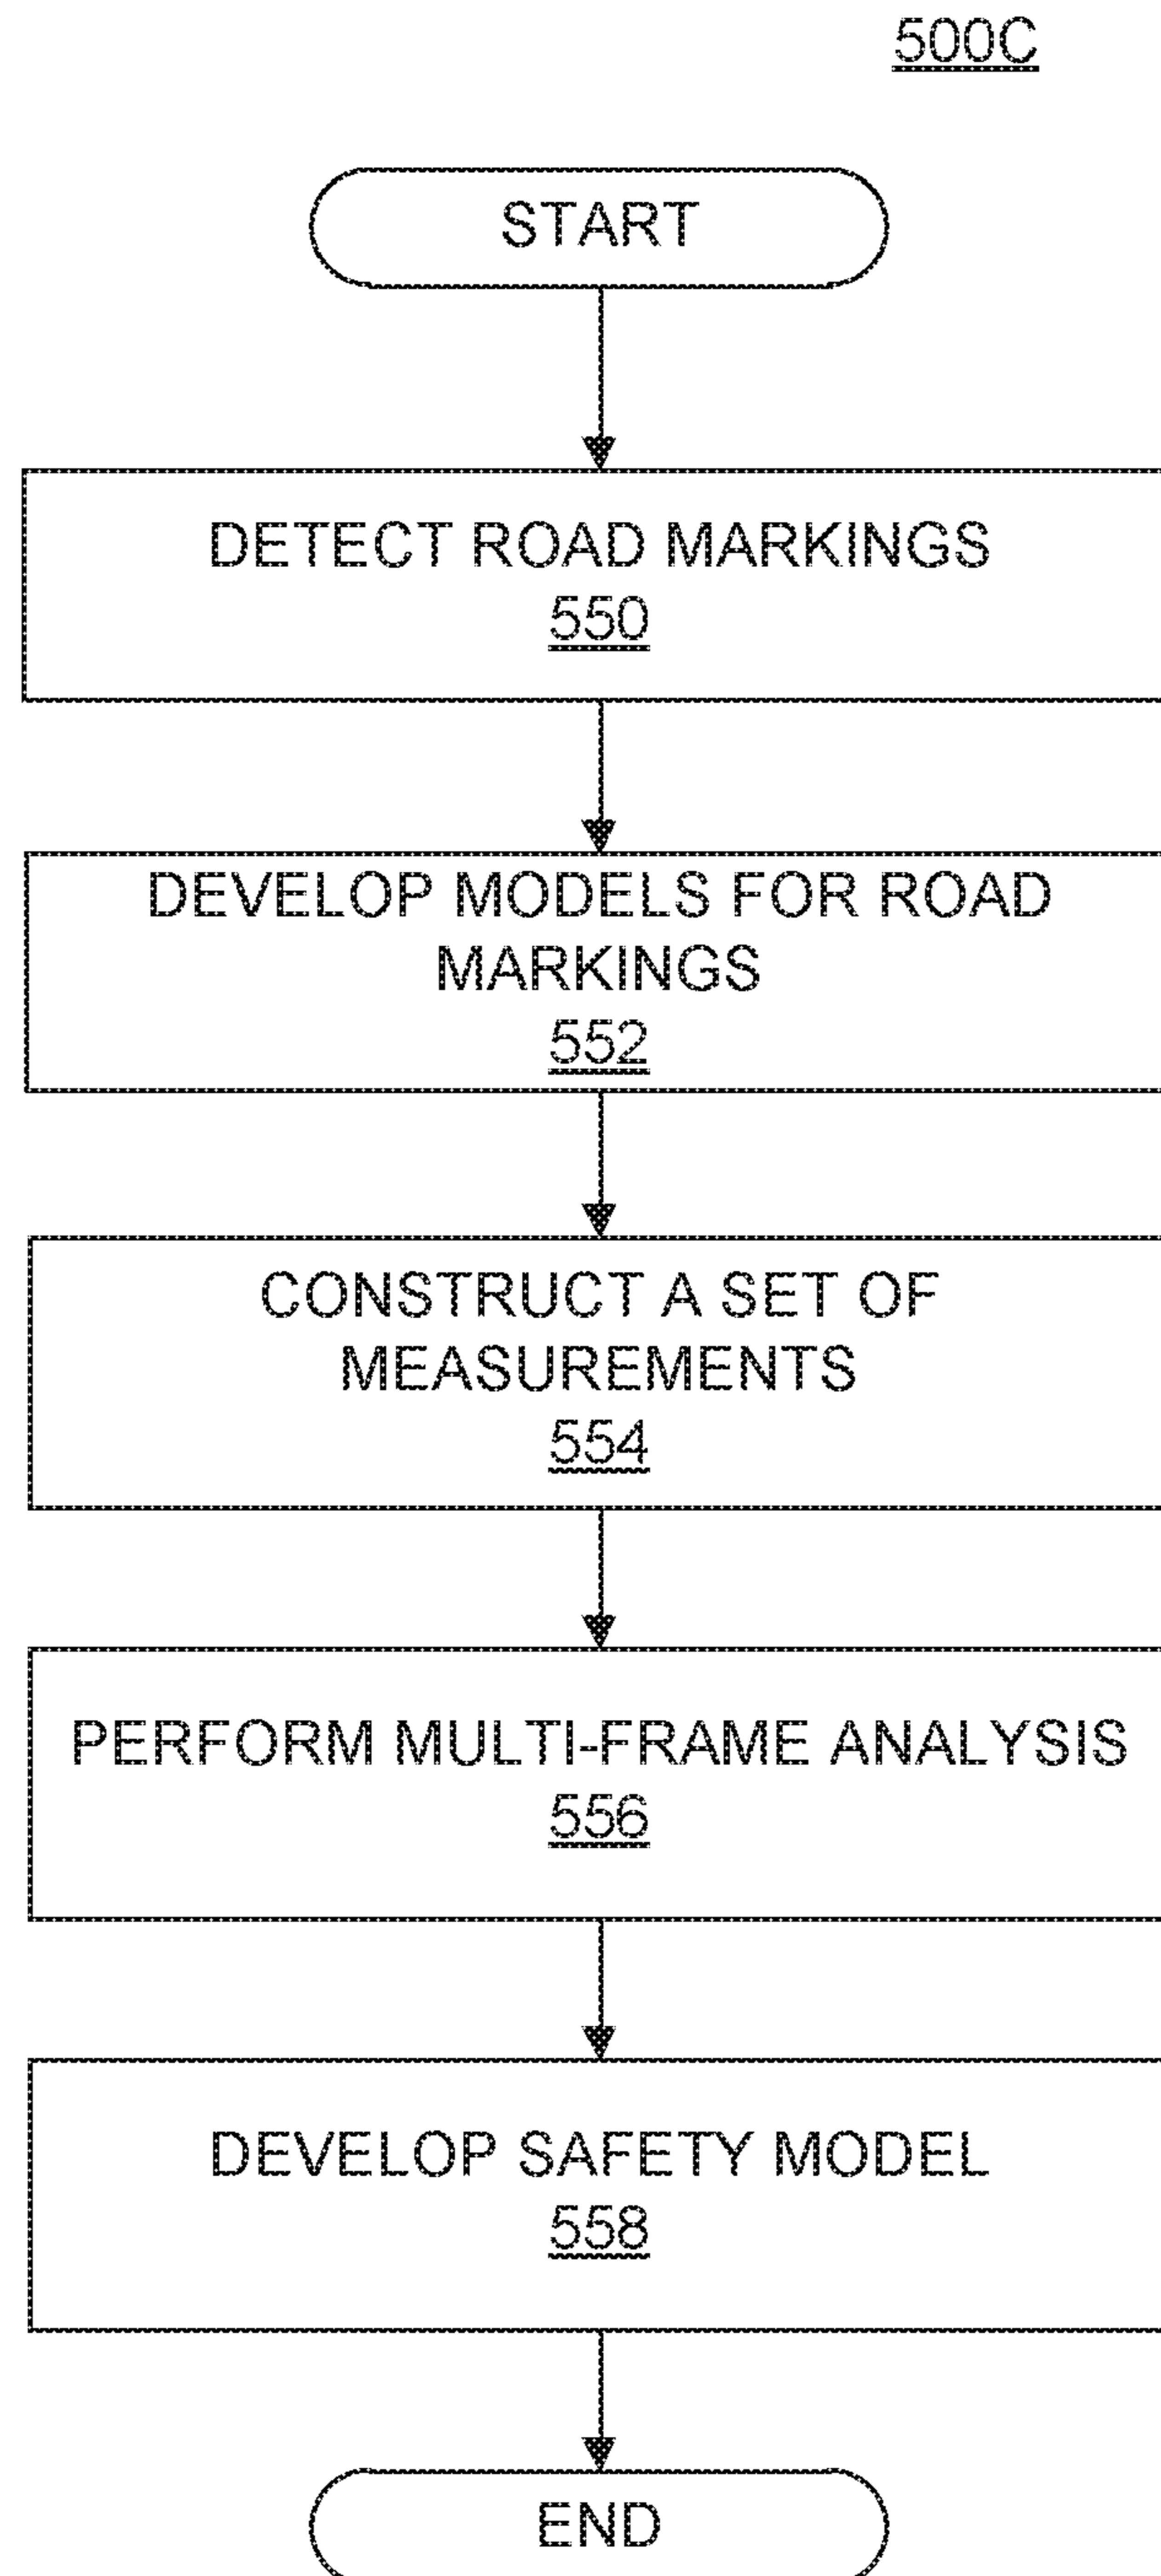 500C
START
DETECT ROAD MARKINGS
550
DEVELOP MODELS FOR ROAD
MARKINGS
552
CONSTRUCT A SET OF
MEASUREMENTS
554
PERFORM MULTI-FRAME ANALYSIS
556
DEVELOP SAFETY MODEL
558
END